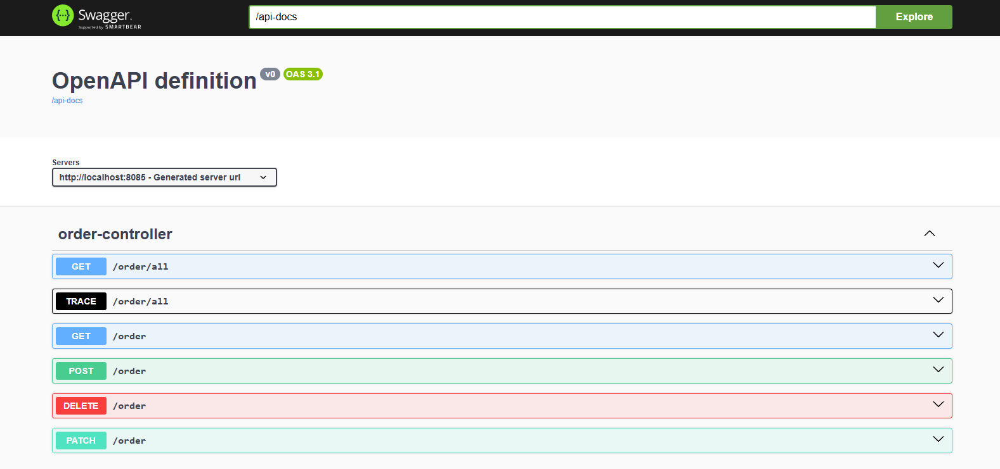 {···} Swagger.
Supported by SMARTBEAR
/api-docs
Explore
OpenAPI definition v0 OAS 3.1
/api-docs
Servers
http://localhost:8085 - Generated server url
order-controller
GET /order/all
TRACE /order/all
GET /order
POST /order
DELETE /order
PATCH /order